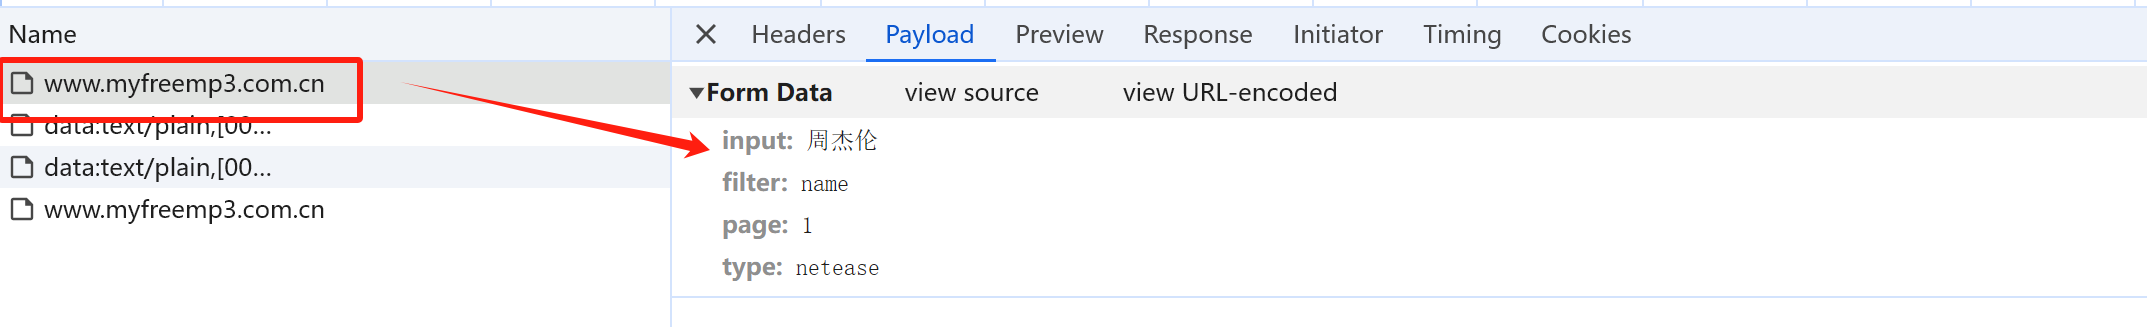 Name
www.myfreemp3.com.cn
data:text/plain,[00...
data:text/plain,[00...
www.myfreemp3.com.cn
Headers Payload Preview Response Initiator Timing Cookies
Form Data view source view URL-encoded
input: 周杰伦
filter: name
page: 1
type: netease